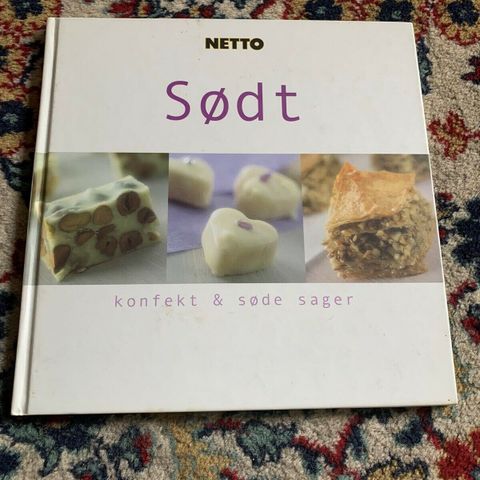 NETTO
Sødt
konfekt & søde sager